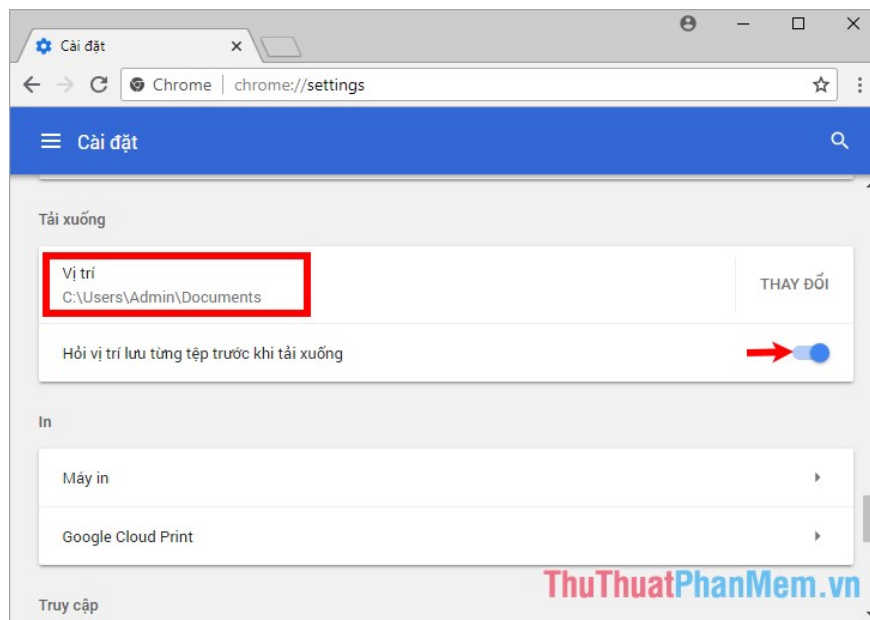 Cài đặt
Chrome | chrome://settings
Cài đặt
Tải xuống
Vị trí
C:\Users\Admin\Documents
THAY ĐỔI
Hỏi vị trí lưu từng tệp trước khi tải xuống
In
Máy in
Google Cloud Print
ThuThuatPhanMem.vn
Truy cập